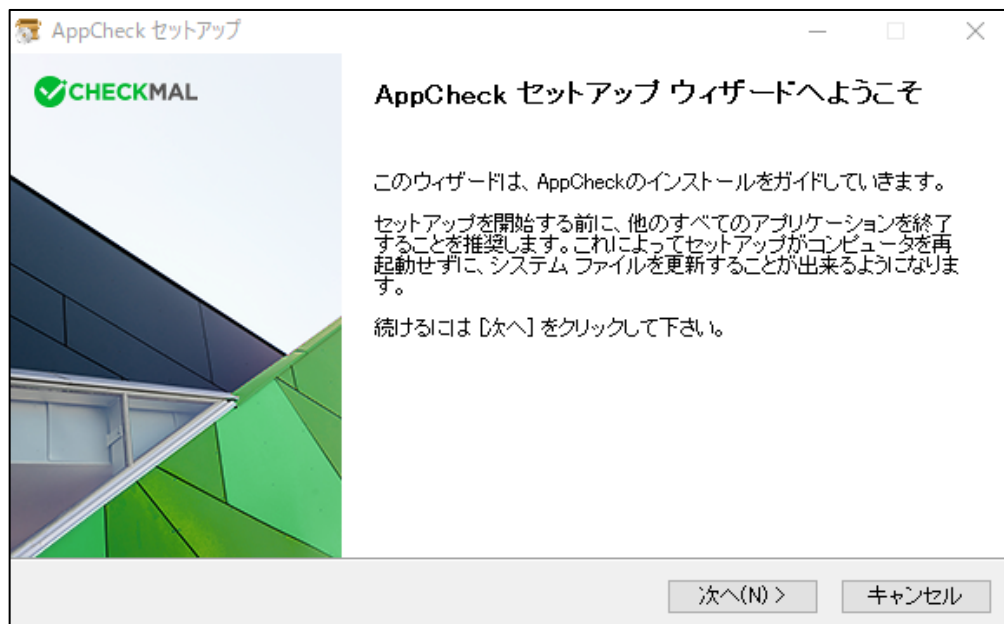 AppCheck セットアップ
CHECKMAL
AppCheck セットアップ ウィザードへようこそ
このウィザードは、AppCheckのインストールをガイドしていきます。
セットアップを開始する前に、他のすべてのアプリケーションを終了
することを推奨します。これによってセットアップがコンピュータを再
起動せずに、システム ファイルを更新することが出来るようになりま
す。
続けるには [次へ] をクリックして下さい。
次へ(N) >
キャンセル